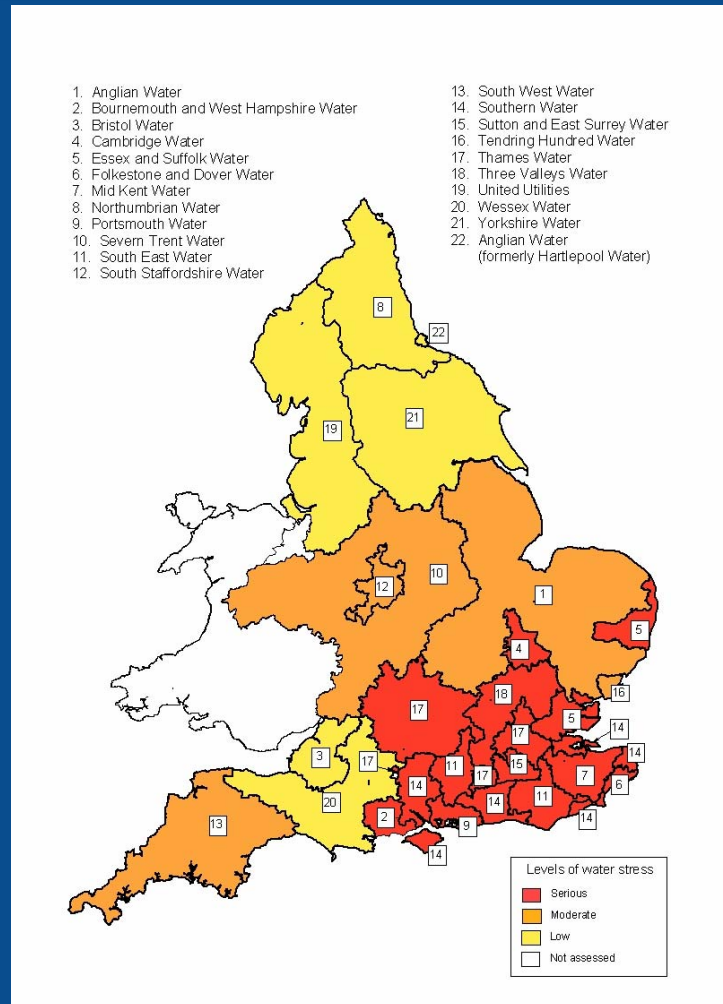 1. Anglian Water
2. Bournemouth and West Hampshire Water
3. Bristol Water
4. Cambridge Water
5. Essex and Suffolk Water
6. Folkestone and Dover Water
7. Mid Kent Water
8. Northumbrian Water
9. Portsmouth Water
10. Severn Trent Water
11. South East Water
12. South Staffordshire Water
13. South West Water
14. Southern Water
15. Sutton and East Surrey Water
16. Tendring Hundred Water
17. Thames Water
18. Three Valleys Water
19. United Utilities
20. Wessex Water
21. Yorkshire Water
22. Anglian Water
(formerly Hartlepool Water)
8
22
21
19
10
12
1
5
4
16
18
17
5
14
17
3
17
11
15
14
17
14
7
6
20
2
14
11
14
9
13
14
Levels of water stress
Serious
Moderate
Low
Not assessed